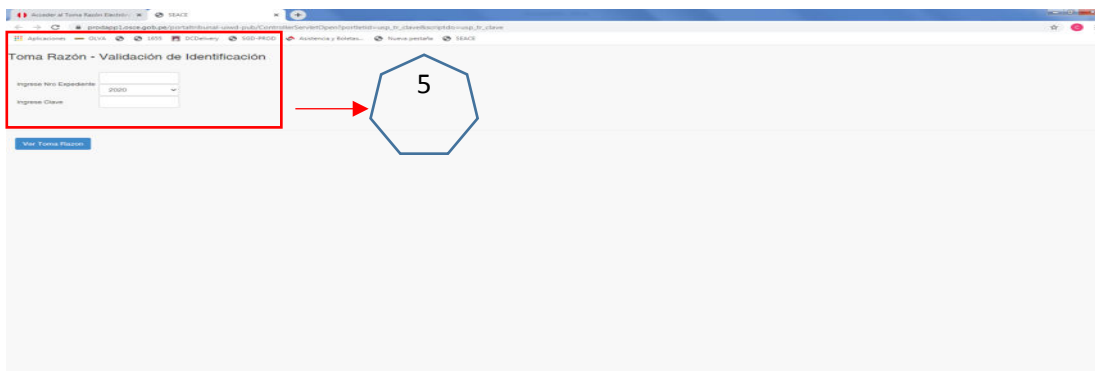 Acceder al Toma Razón Electrón
SEACE
prodapp1.osce.gob.pe/portaltribunal-uiwd-pub/ControllerServletOpen?portletid=usp_tr_clave&scriptdo=usp_tr_clave
Aplicaciones
OLVA
1655
DCDelivery
SGD-PROD
Asistencia y Boletas...
Nueva pestaña
SEACE
Toma Razón - Validación de Identificación
Ingrese Nro Expediente
2020
Ingrese Clave
5
Ver Toma Razon